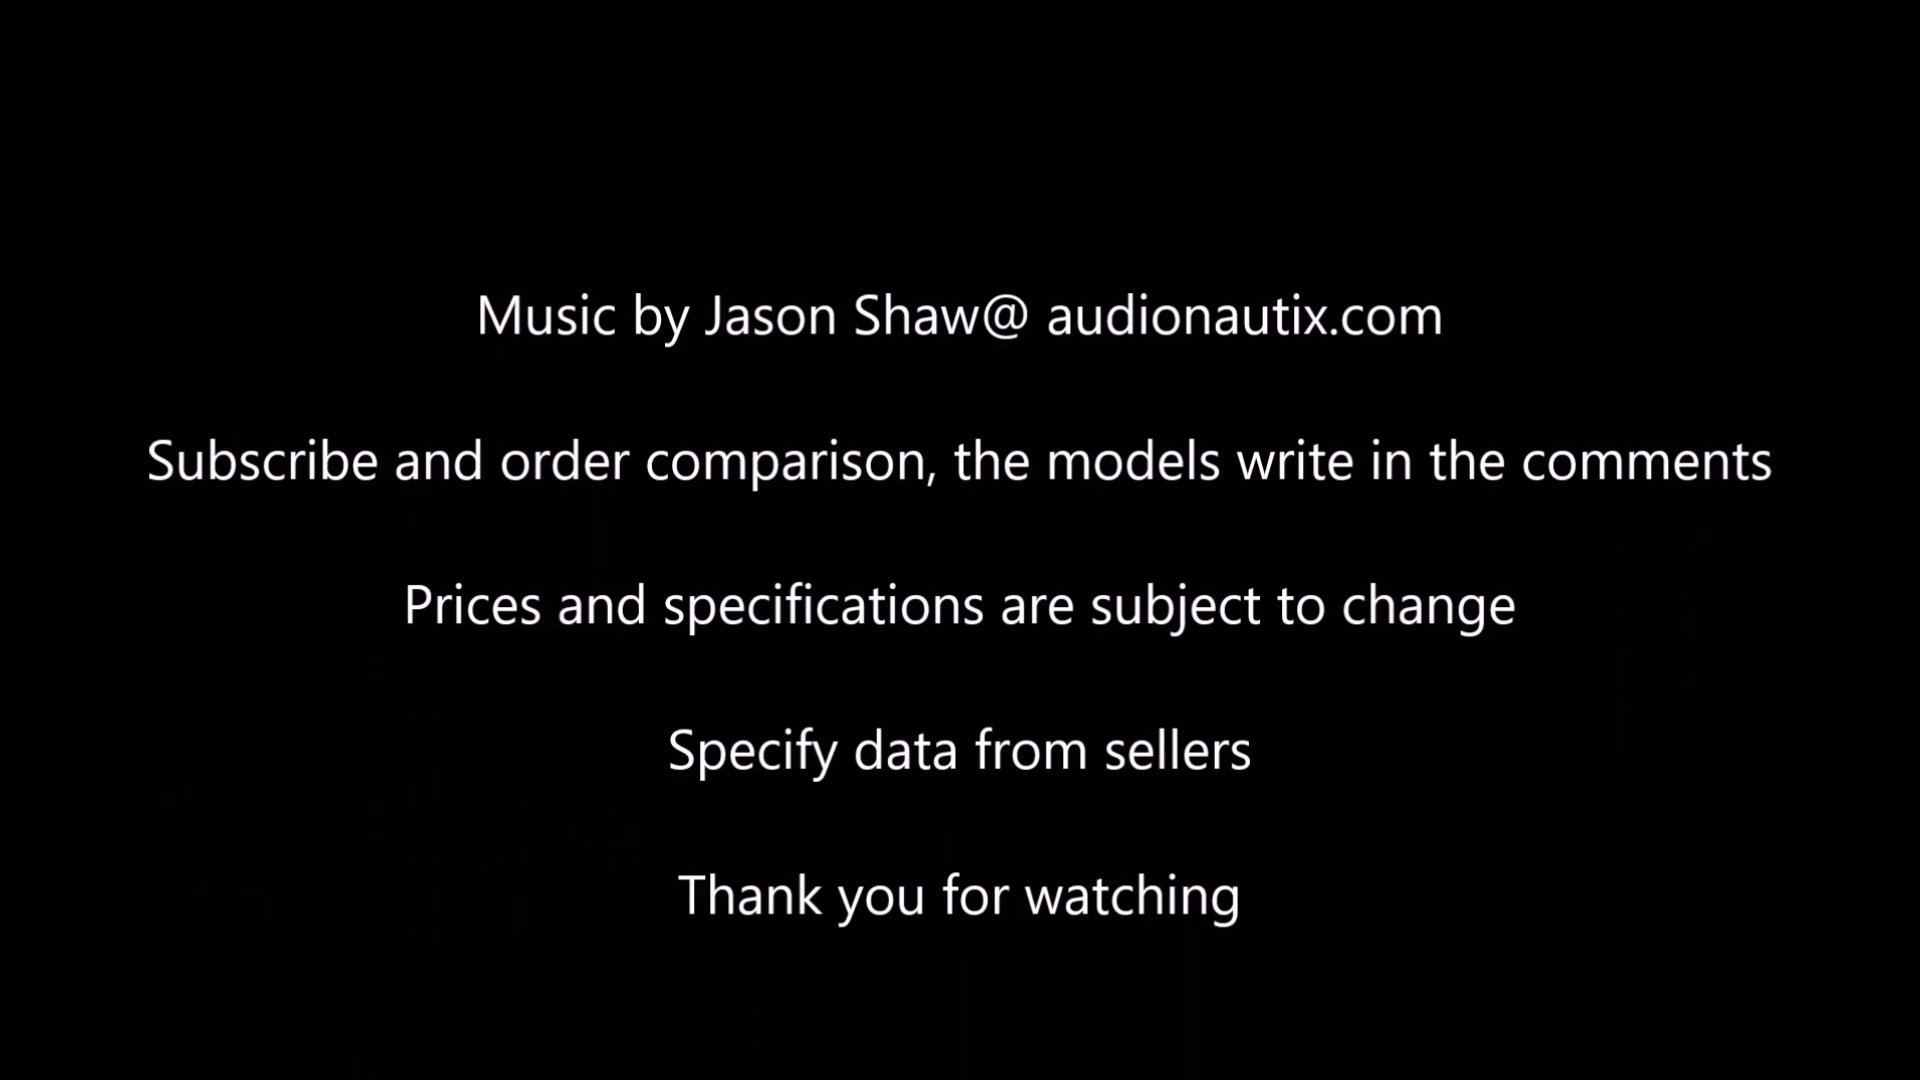 Music by Jason Shaw@ audionautix.com
Subscribe and order comparison, the models write in the comments
Prices and specifications are subject to change
Specify data from sellers
Thank you for watching